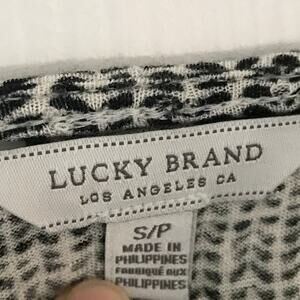 LUCKY BRAND
LOS ANGELES CA
S/P
MADE IN
PHILIPPINES
FABRIQUÉ AUX
PHILIPPINES